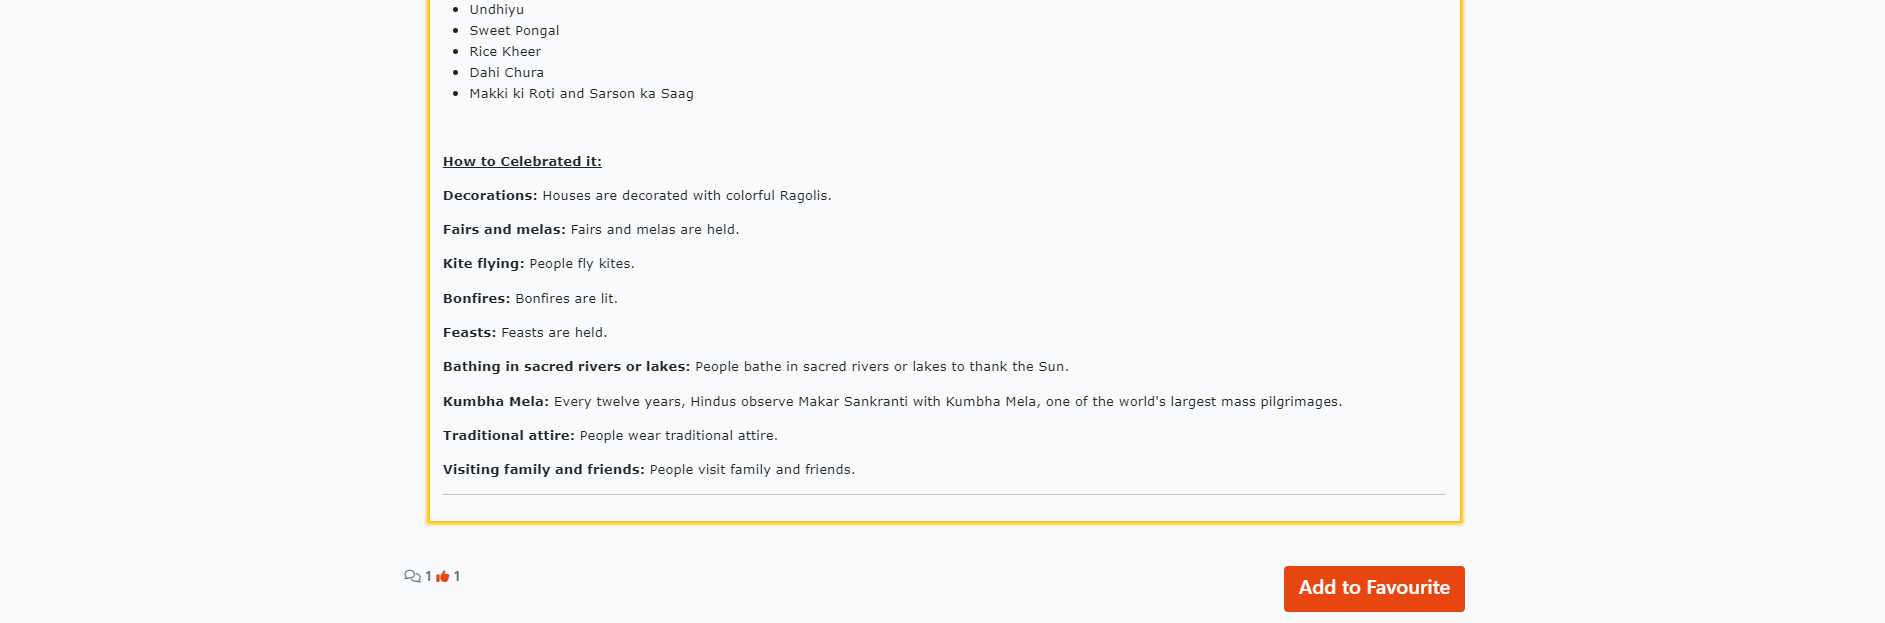 Undhiyu
Sweet Pongal
Rice Kheer
Dahi Chura
Makki ki Roti and Sarson ka Saag
How to Celebrated it:
Decorations: Houses are decorated with colorful Ragolis.
Fairs and melas: Fairs and melas are held.
Kite flying: People fly kites.
Bonfires: Bonfires are lit.
Feasts: Feasts are held.
Bathing in sacred rivers or lakes: People bathe in sacred rivers or lakes to thank the Sun.
Kumbha Mela: Every twelve years, Hindus observe Makar Sankranti with Kumbha Mela, one of the world's largest mass pilgrimages.
Traditional attire: People wear traditional attire.
Visiting family and friends: People visit family and friends.
1 1
Add to Favourite